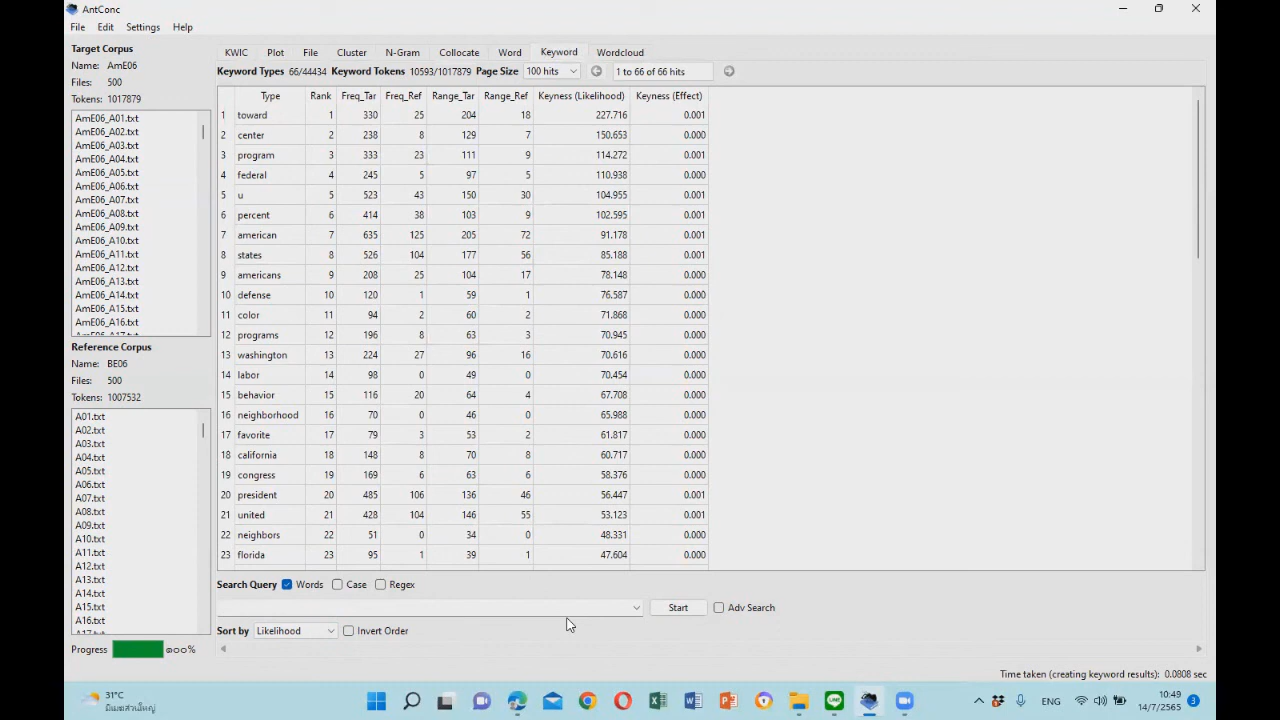 AntConc
File Edit Settings Help
Target Corpus
Name: AmE06
Files: 500
Tokens: 1017879
AmE06_A01.txt
AmE06_A02.txt
AmE06_A03.txt
AmE06_A04.txt
AmE06_A05.txt
AmE06_A06.txt
AmE06_A07.txt
AmE06_A08.txt
AmE06_A09.txt
AmE06_A10.txt
AmE06_A11.txt
AmE06_A12.txt
AmE06_A13.txt
AmE06_A14.txt
AmE06_A15.txt
AmE06_A16.txt
Reference Corpus
Name: BE06
Files: 500
Tokens: 1007532
A01.txt
A02.txt
A03.txt
A04.txt
A05.txt
A06.txt
A07.txt
A08.txt
A09.txt
A10.txt
A11.txt
A12.txt
A13.txt
A14.txt
A15.txt
A16.txt
Progress ๑๐๐%
KWIC Plot File Cluster N-Gram Collocate Word Keyword Wordcloud
Keyword Types 66/44434 Keyword Tokens 10593/1017879 Page Size 100 hits 1 to 66 of 66 hits
Type Rank Freq_Tar Freq_Ref Range_Tar Range_Ref Keyness (Likelihood) Keyness (Effect)
1 toward 1 330 25 204 18 227.716 0.001
2 center 2 238 8 129 7 150.653 0.000
3 program 3 333 23 111 9 114.272 0.001
4 federal 4 245 5 97 5 110.938 0.000
5 u 5 523 43 150 30 104.955 0.001
6 percent 6 414 38 103 9 102.595 0.001
7 american 7 635 125 205 72 91.178 0.001
8 states 8 526 104 177 56 85.188 0.001
9 americans 9 208 25 104 17 78.148 0.000
10 defense 10 120 1 59 1 76.587 0.000
11 color 11 94 2 60 2 71.868 0.000
12 programs 12 196 8 63 3 70.945 0.000
13 washington 13 224 27 96 16 70.616 0.000
14 labor 14 98 0 49 0 70.454 0.000
15 behavior 15 116 20 64 4 67.708 0.000
16 neighborhood 16 70 0 46 0 65.988 0.000
17 favorite 17 79 3 53 2 61.817 0.000
18 california 18 148 8 70 8 60.717 0.000
19 congress 19 169 6 63 6 58.376 0.000
20 president 20 485 106 136 46 56.447 0.001
21 united 21 428 104 146 55 53.123 0.001
22 neighbors 22 51 0 34 0 48.331 0.000
23 florida 23 95 1 39 1 47.604 0.000
Search Query Words Case Regex
Start Adv Search
Sort by Likelihood Invert Order
Time taken (creating keyword results): 0.0808 sec
31°C
มีแดดส่วนใหญ่
ENG
10:49
14/7/2565
3